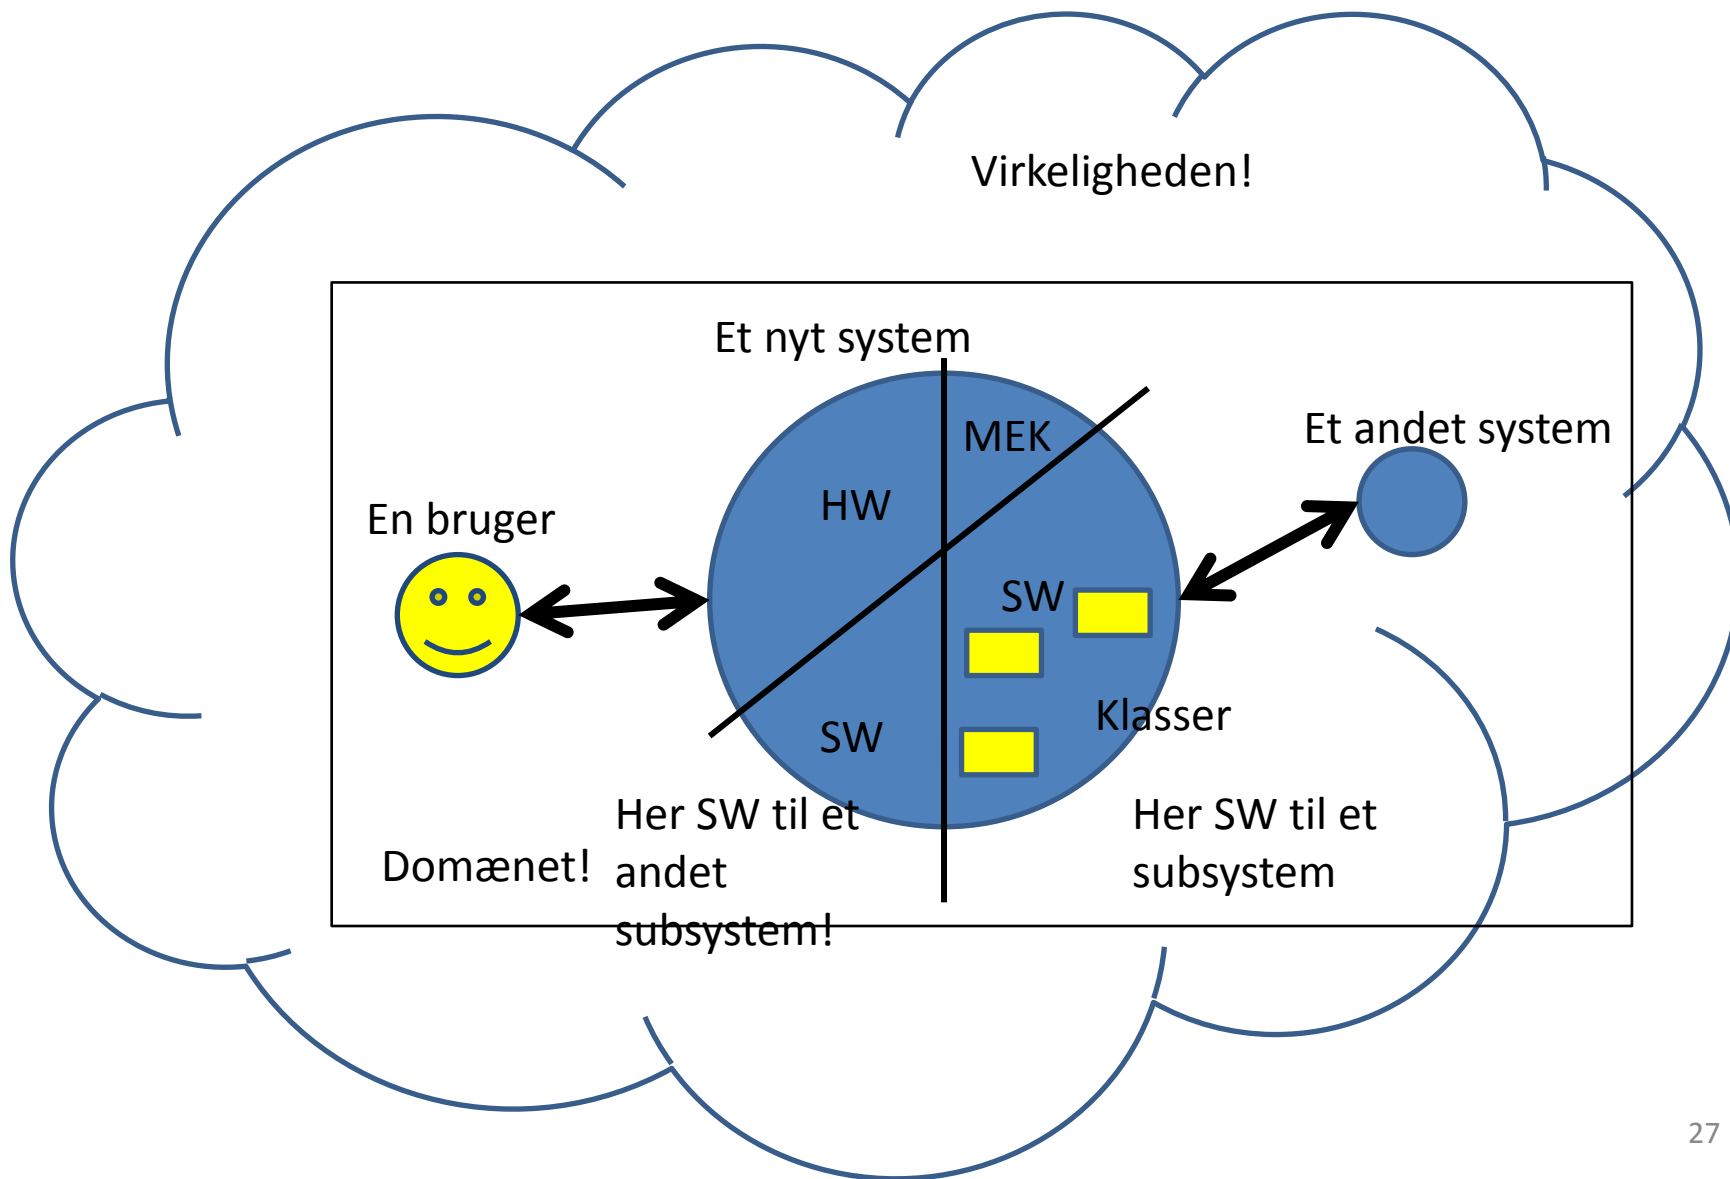 Virkeligheden!
Et nyt system
MEK
Et andet system
HW
En bruger
SW
Klasser
SW
Her SW til et
andet
subsystem!
Her SW til et
subsystem
Domænet!
27